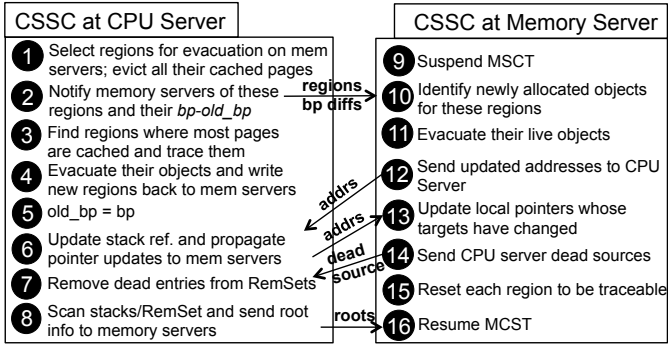 CSSC at CPU Server
1 Select regions for evacuation on mem
servers; evict all their cached pages
2 Notify memory servers of these
regions and their bp-old_bp
3 Find regions where most pages
are cached and trace them
4 Evacuate their objects and write
new regions back to mem servers
5 old_bp = bp
6 Update stack ref. and propagate
pointer updates to mem servers
7 Remove dead entries from RemSets
8 Scan stacks/RemSet and send root
info to memory servers
regions
bp diffs
addrs
addrs
dead
source
roots
CSSC at Memory Server
9 Suspend MSCT
10 Identify newly allocated objects
for these regions
11 Evacuate their live objects
12 Send updated addresses to CPU
Server
13 Update local pointers whose
targets have changed
14 Send CPU server dead sources
15 Reset each region to be traceable
16 Resume MCST